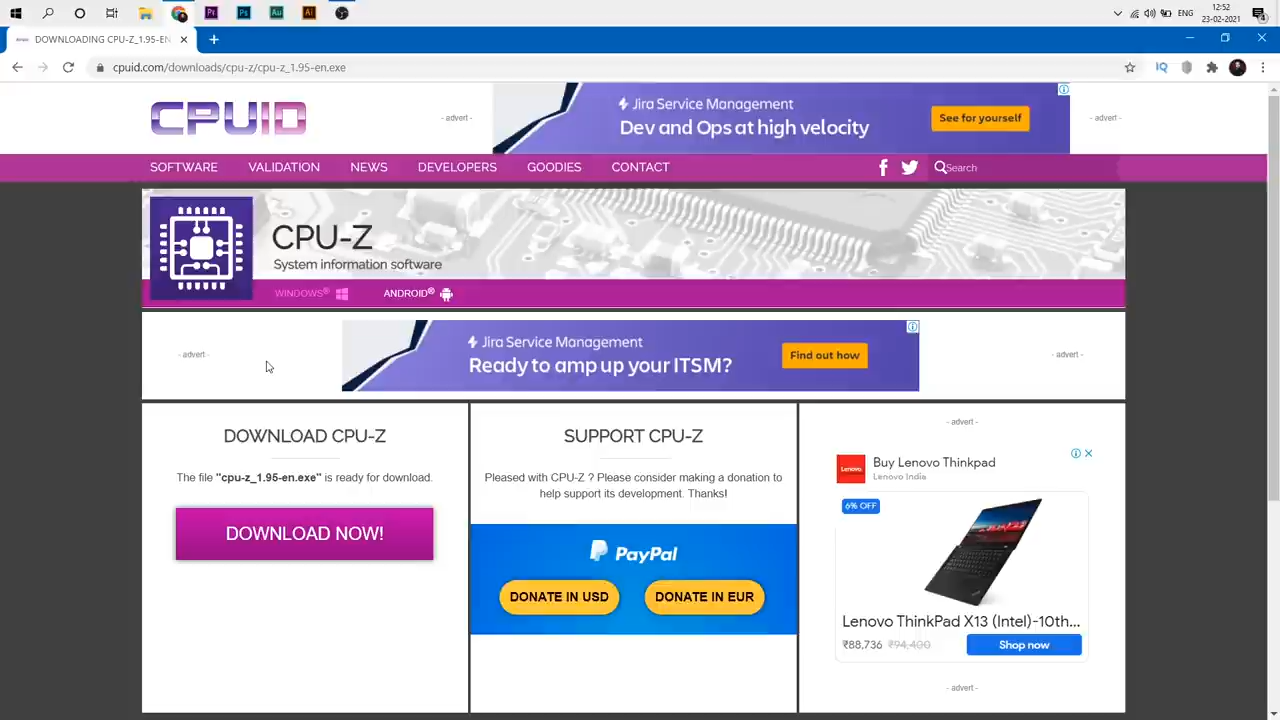 Pr
Ps
Au
Ai
ENG
12:52
23-02-2021
DOWNLOADING CPU-Z_1.95-EN
cpuid.com/downloads/cpu-z/cpu-z_1.95-en.exe
IQ
CPUID
- advert -
Jira Service Management
Dev and Ops at high velocity
See for yourself
- advert -
SOFTWARE
VALIDATION
NEWS
DEVELOPERS
GOODIES
CONTACT
Search
CPU-Z
System information software
WINDOWS®
ANDROID®
- advert -
Jira Service Management
Ready to amp up your ITSM?
Find out how
- advert -
DOWNLOAD CPU-Z
The file "cpu-z_1.95-en.exe" is ready for download.
DOWNLOAD NOW!
SUPPORT CPU-Z
Pleased with CPU-Z ? Please consider making a donation to
help support its development. Thanks!
PayPal
DONATE IN USD
DONATE IN EUR
- advert -
Lenovo
Buy Lenovo Thinkpad
Lenovo India
6% OFF
Lenovo ThinkPad X13 (Intel)-10th...
₹88,736 ₹94,400
Shop now
- advert -